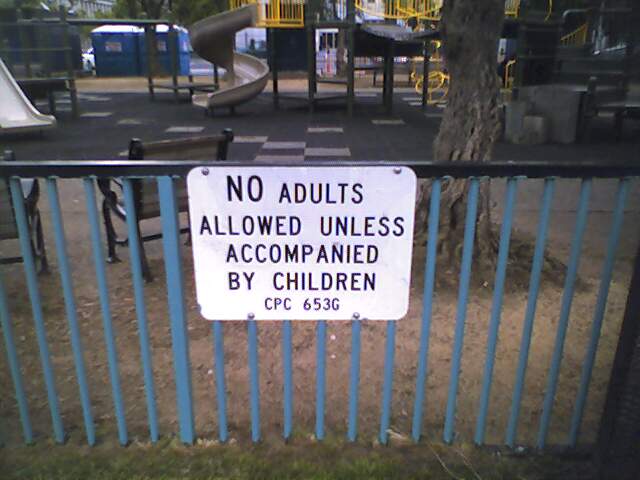 NO ADULTS
ALLOWED UNLESS
ACCOMPANIED
BY CHILDREN
CPC 653G